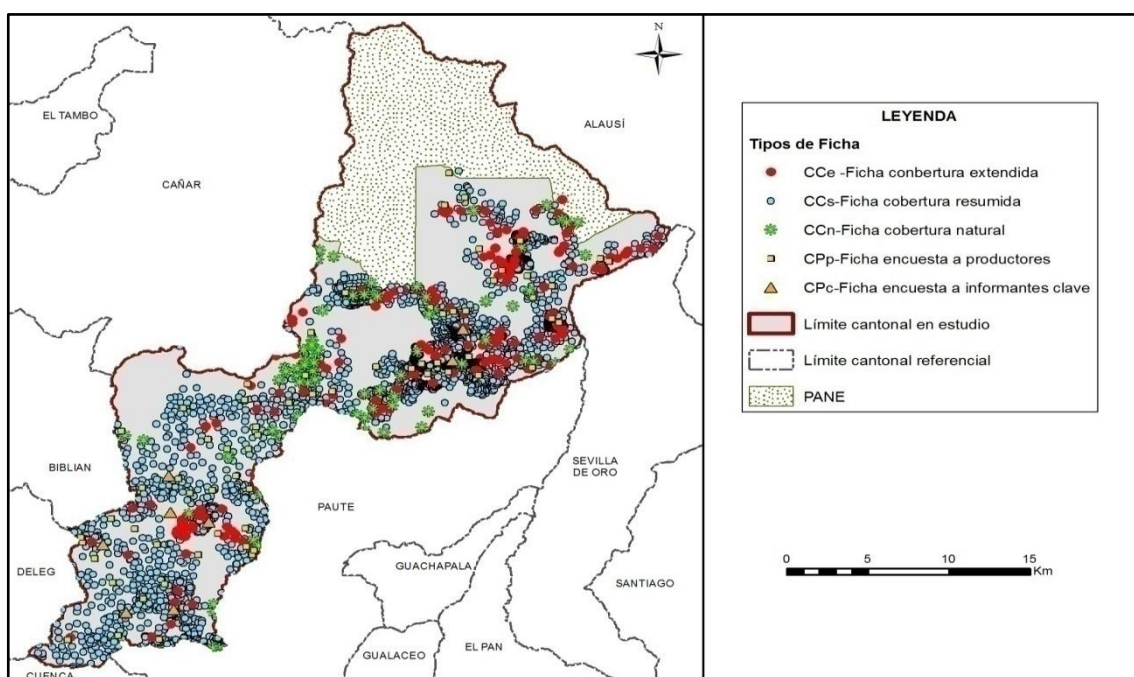 N
EL TAMBO
ALAUSÍ
CAÑAR
BIBLIAN
PAUTE
SEVILLA
DE ORO
DELEG
GUACHAPALA
SANTIAGO
GUALACEO
EL PAN
CUENCA
LEYENDA
Tipos de Ficha
CCe -Ficha conbertura extendida
CCs-Ficha cobertura resumida
CCn-Ficha cobertura natural
CPp-Ficha encuesta a productores
CPc-Ficha encuesta a informantes clave
Límite cantonal en estudio
Límite cantonal referencial
PANE
0 5 10 15
Km